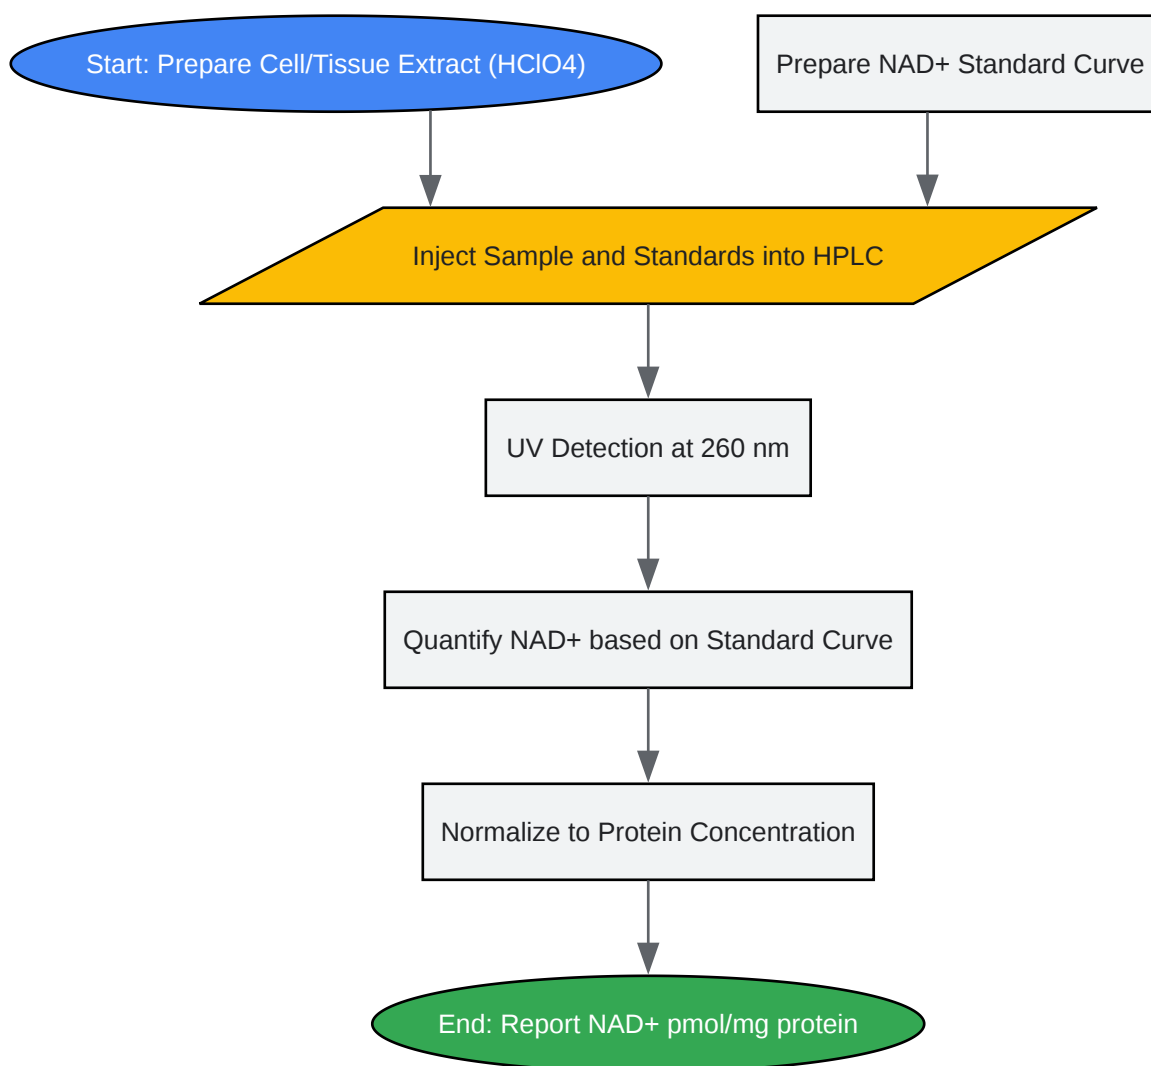 Start: Prepare Cell/Tissue Extract (HClO4)
Prepare NAD+ Standard Curve
Inject Sample and Standards into HPLC
UV Detection at 260 nm
Quantify NAD+ based on Standard Curve
Normalize to Protein Concentration
End: Report NAD+ pmol/mg protein